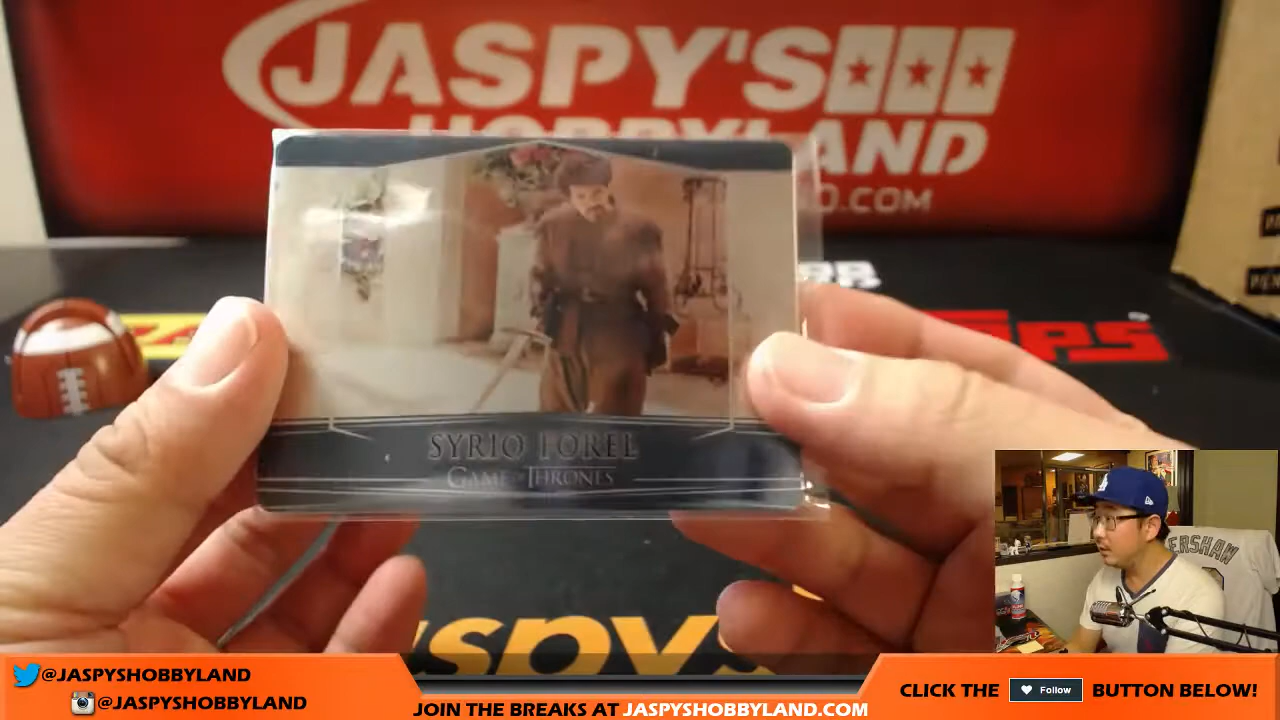 JASPY'S
HOBBYLAND
.COM
SYRIO FOREL
GAME OF THRONES
ERSHAW
@JASPYSHOBBYLAND
@JASPYSHOBBYLAND
JOIN THE BREAKS AT JASPYSHOBBYLAND.COM
CLICK THE Follow BUTTON BELOW!